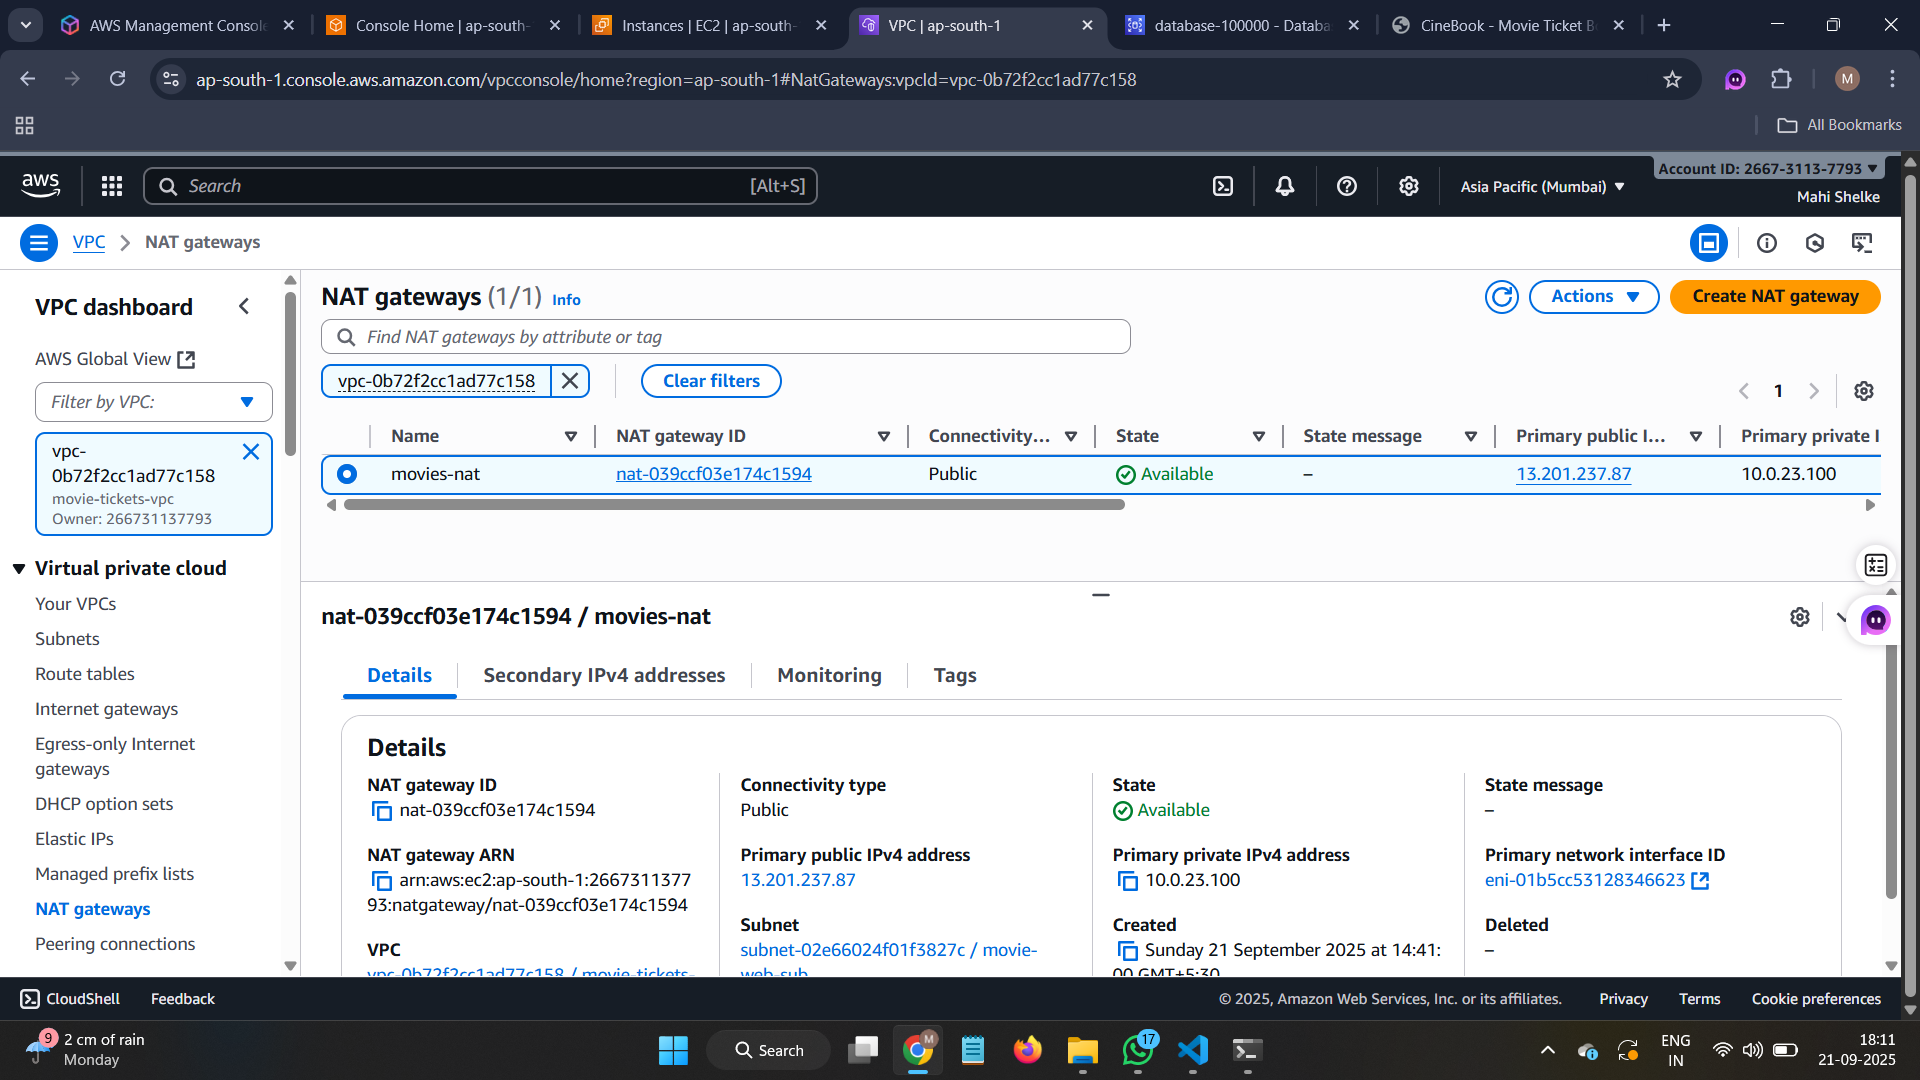 AWS Management Console
Console Home | ap-south-
Instances | EC2 | ap-south-
VPC | ap-south-1
database-100000 - Databa
CineBook - Movie Ticket B
ap-south-1.console.aws.amazon.com/vpcconsole/home?region=ap-south-1#NatGateways:vpcId=vpc-0b72f2cc1ad77c158
M
All Bookmarks
aws
Search
[Alt+S]
Asia Pacific (Mumbai)
Account ID: 2667-3113-7793
Mahi Shelke
VPC
NAT gateways
VPC dashboard
AWS Global View
Filter by VPC:
vpc-
0b72f2cc1ad77c158
movie-tickets-vpc
Owner: 266731137793
Virtual private cloud
Your VPCs
Subnets
Route tables
Internet gateways
Egress-only Internet
gateways
DHCP option sets
Elastic IPs
Managed prefix lists
NAT gateways
Peering connections
NAT gateways (1/1) Info
Actions
Create NAT gateway
Find NAT gateways by attribute or tag
vpc-0b72f2cc1ad77c158
Clear filters
1
Name
NAT gateway ID
Connectivity...
State
State message
Primary public I...
Primary private I
movies-nat
nat-039ccf03e174c1594
Public
Available
–
13.201.237.87
10.0.23.100
nat-039ccf03e174c1594 / movies-nat
Details
Secondary IPv4 addresses
Monitoring
Tags
Details
NAT gateway ID
nat-039ccf03e174c1594
Connectivity type
Public
State
Available
State message
–
NAT gateway ARN
arn:aws:ec2:ap-south-1:2667311377
93:natgateway/nat-039ccf03e174c1594
Primary public IPv4 address
13.201.237.87
Primary private IPv4 address
10.0.23.100
Primary network interface ID
eni-01b5cc53128346623
VPC
vpc-0b72f2cc1ad77c158 / movie-tickets-
Subnet
subnet-02e66024f01f3827c / movie-
web-sub
Created
Sunday 21 September 2025 at 14:41:
00 GMT+5:30
Deleted
–
CloudShell
Feedback
© 2025, Amazon Web Services, Inc. or its affiliates.
Privacy
Terms
Cookie preferences
9
2 cm of rain
Monday
Search
M
17
ENG
IN
18:11
21-09-2025